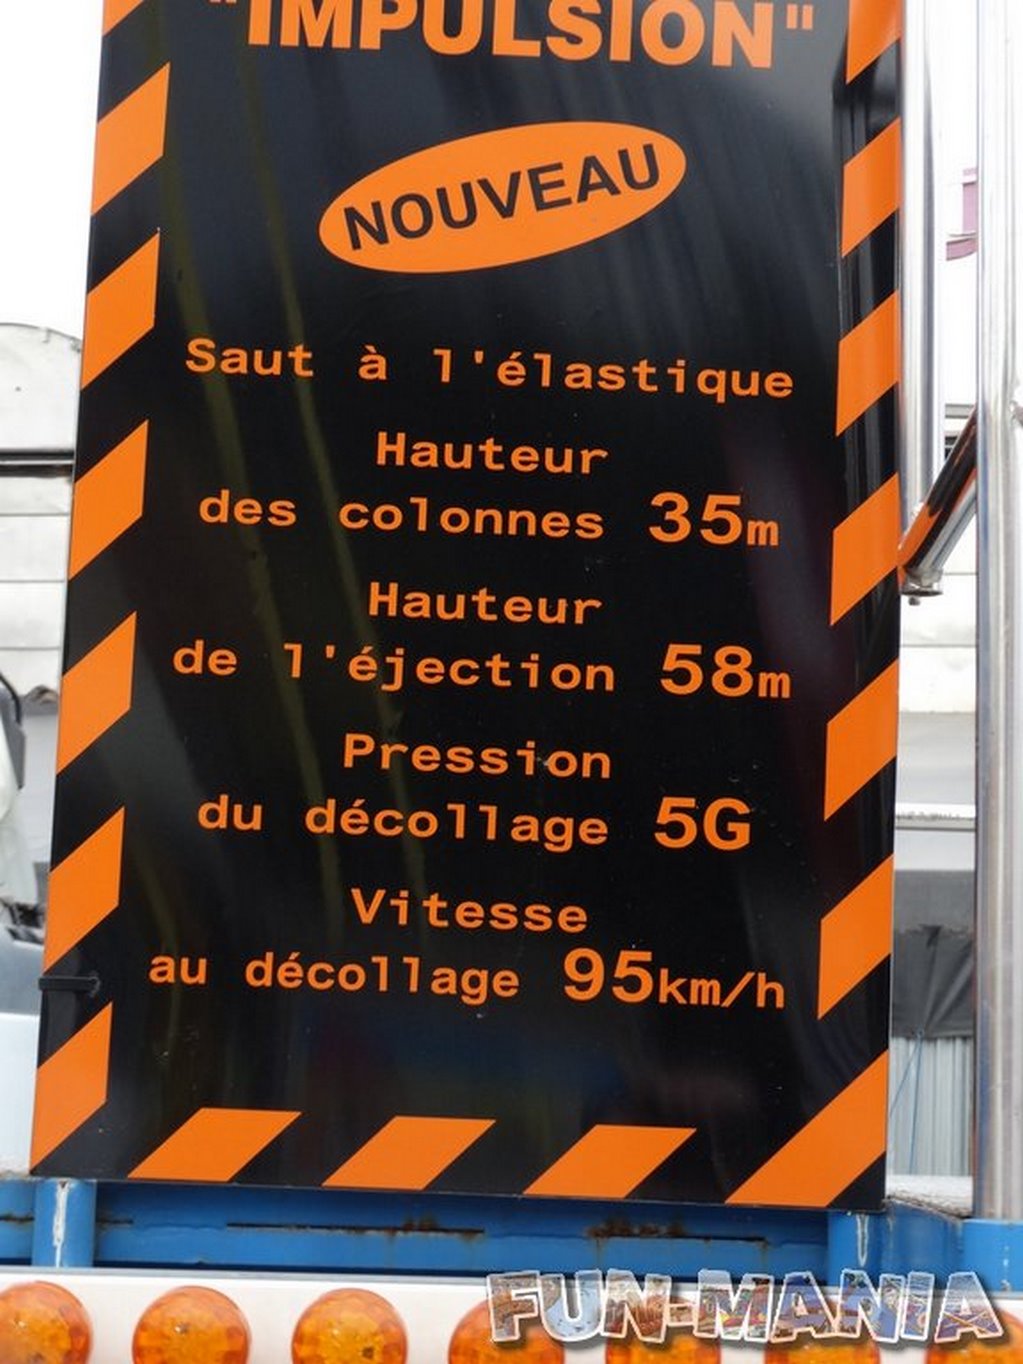 "IMPULSION"
NOUVEAU
Saut à l'élastique
Hauteur
des colonnes 35m
Hauteur
de l'éjection 58m
Pression
du décollage 5G
Vitesse
au décollage 95km/h
FUN-MANIA